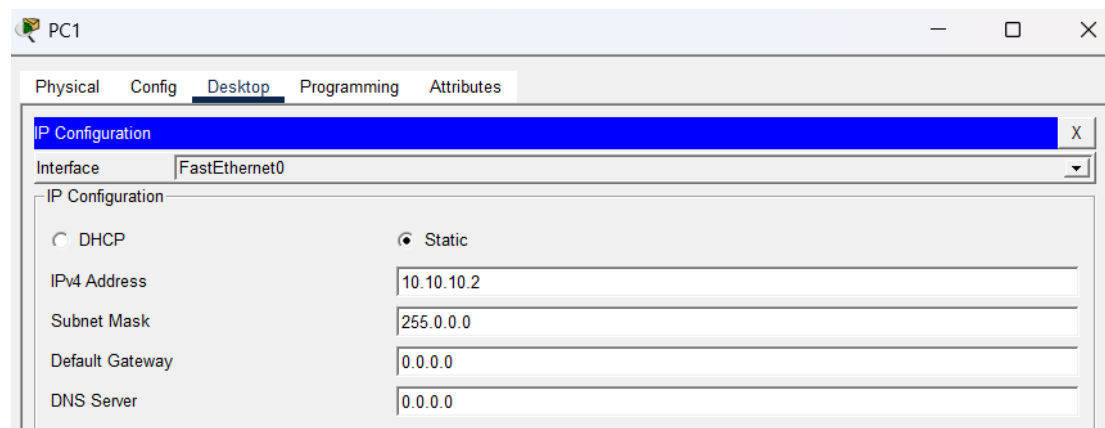 PC1
Physical Config Desktop Programming Attributes
IP Configuration X
Interface FastEthernet0
IP Configuration
DHCP Static
IPv4 Address 10.10.10.2
Subnet Mask 255.0.0.0
Default Gateway 0.0.0.0
DNS Server 0.0.0.0